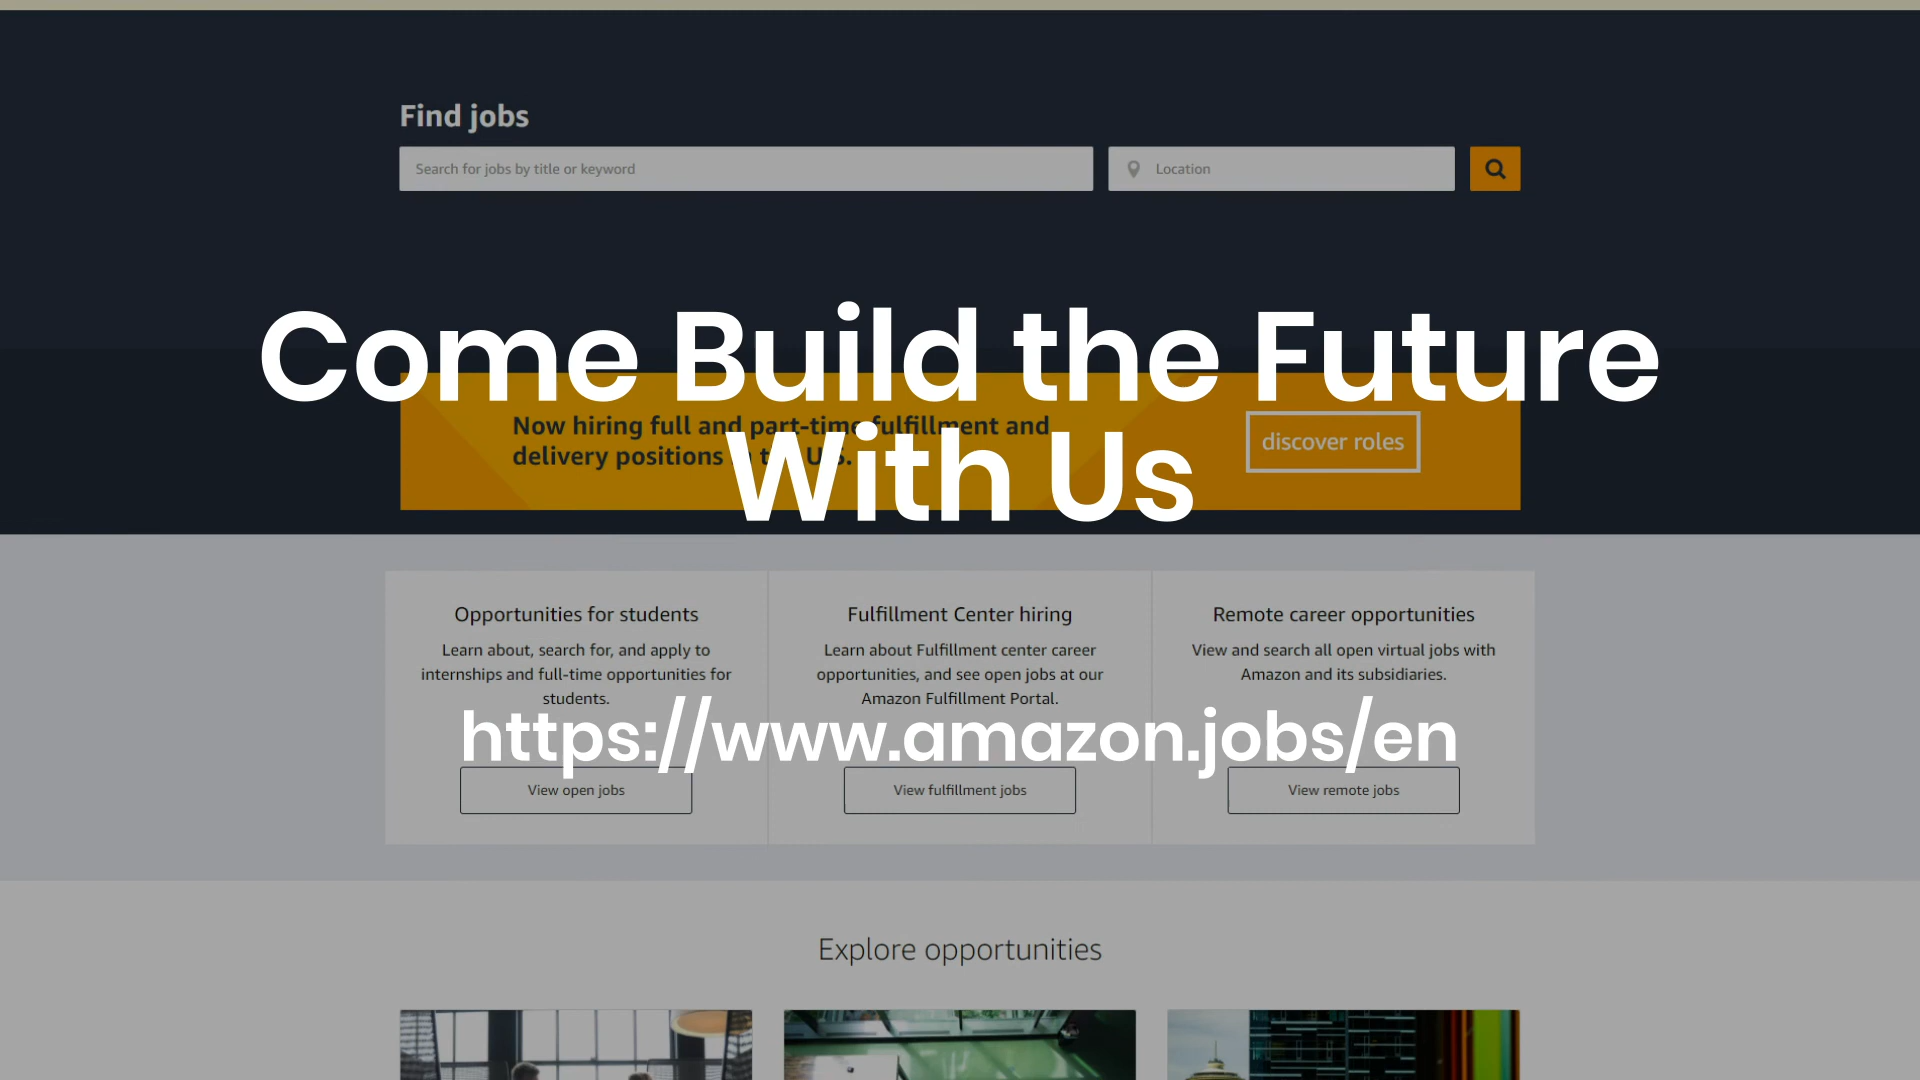 Find jobs
Search for jobs by title or keyword
Location
Come Build the Future
With Us
Now hiring full and part-time fulfillment and
delivery positions in the U.S.
discover roles
Opportunities for students
Learn about, search for, and apply to
internships and full-time opportunities for
students.
View open jobs
Fulfillment Center hiring
Learn about Fulfillment center career
opportunities, and see open jobs at our
Amazon Fulfillment Portal.
View fulfillment jobs
Remote career opportunities
View and search all open virtual jobs with
Amazon and its subsidiaries.
View remote jobs
https://www.amazon.jobs/en
Explore opportunities